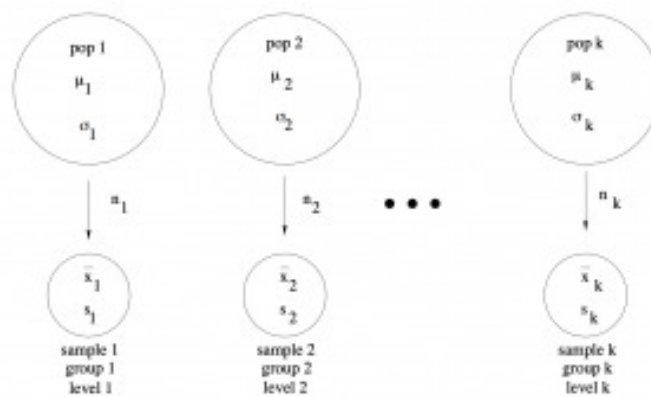 pop 1
μ1
σ1
n1
x̄1
s1
sample 1
group 1
level 1
pop 2
μ2
σ2
n2
x̄2
s2
sample 2
group 2
level 2
pop k
μk
σk
nk
x̄k
sk
sample k
group k
level k